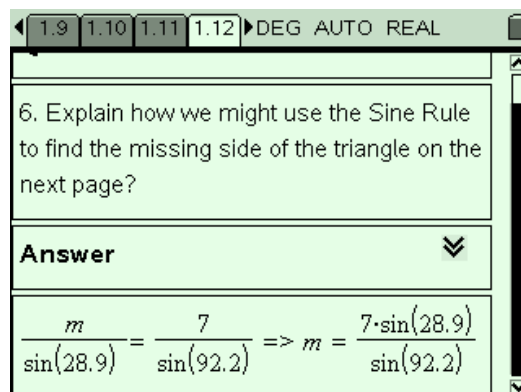 1.9 1.10 1.11 1.12 DEG AUTO REAL
6. Explain how we might use the Sine Rule
to find the missing side of the triangle on the
next page?
Answer
m/sin(28.9) = 7/sin(92.2) => m = 7·sin(28.9)/sin(92.2)